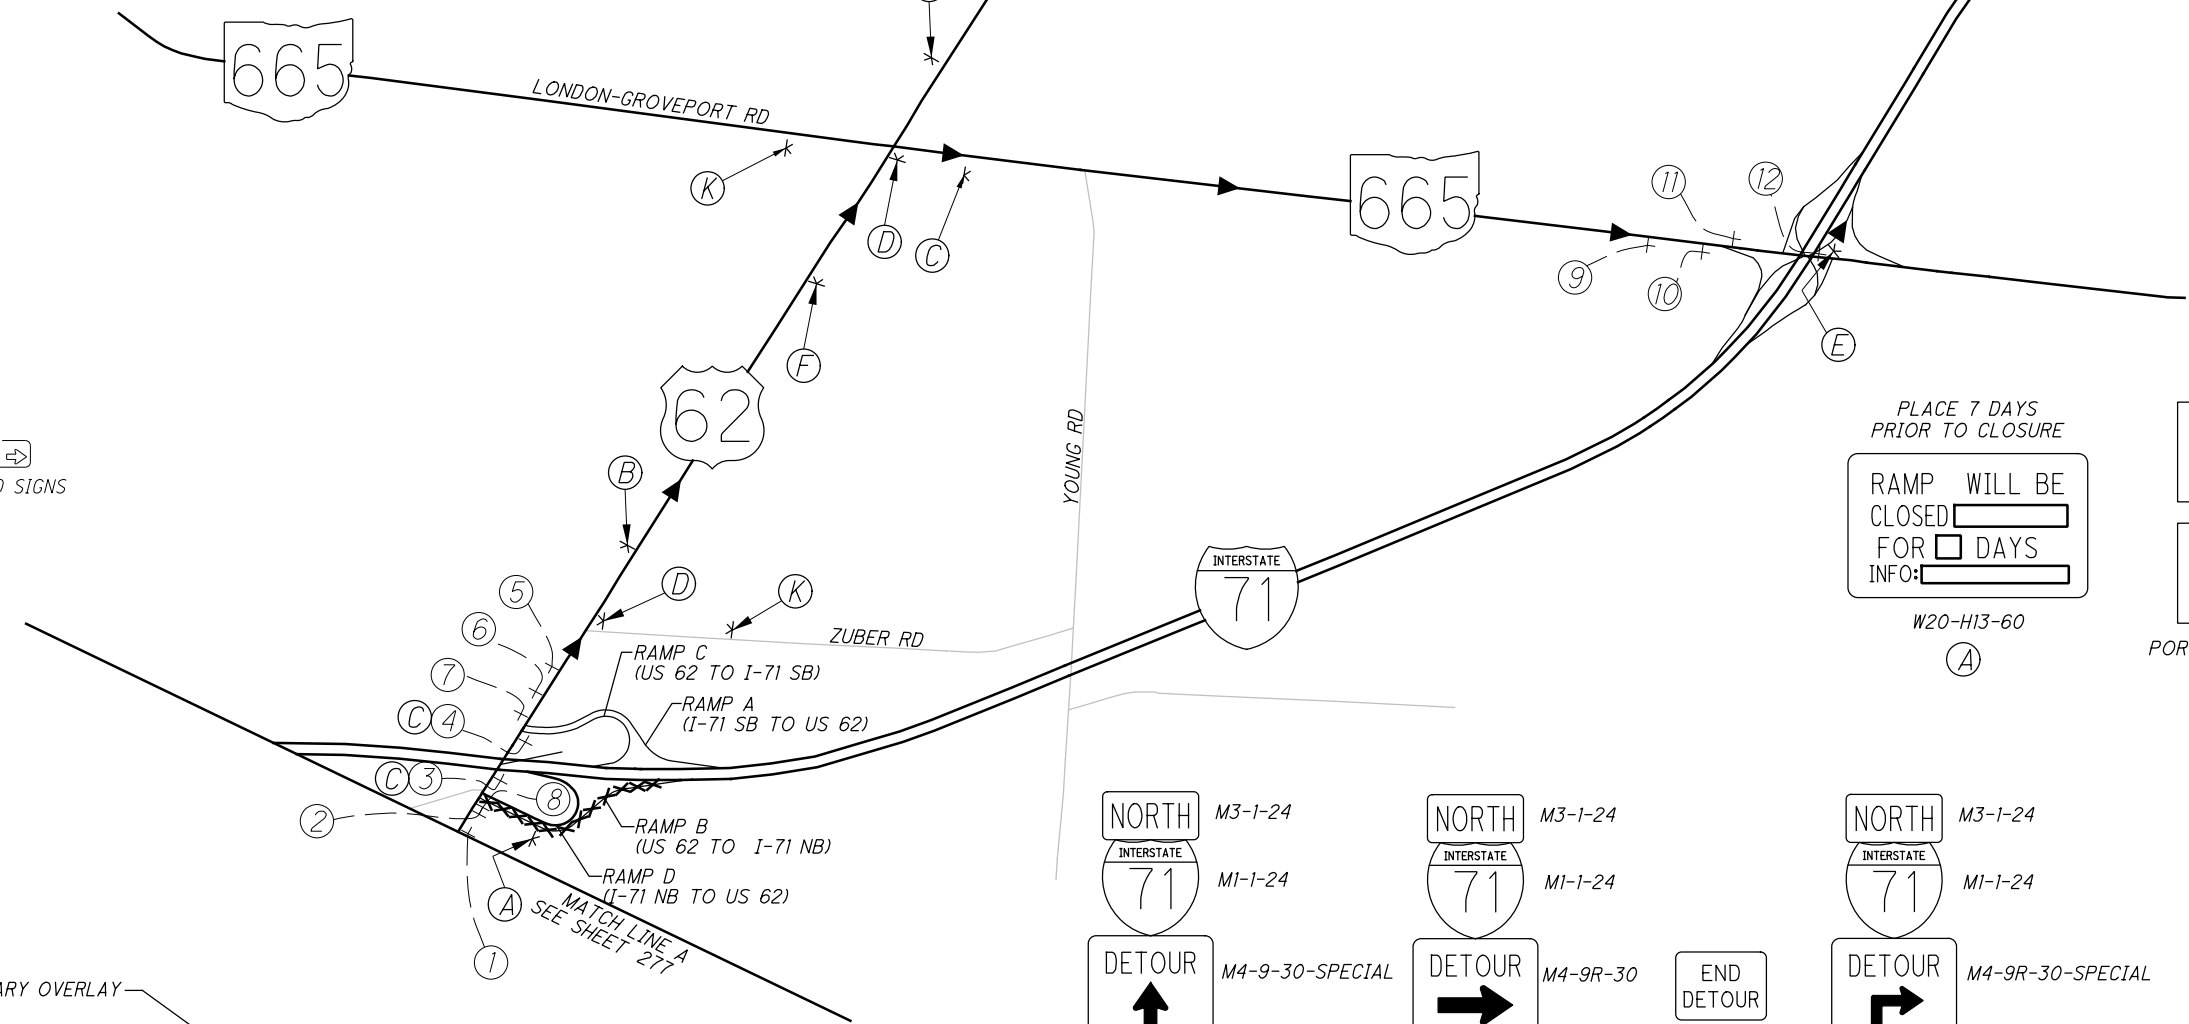 665
LONDON-GROVEPORT RD
K
D
C
F
665
11
12
9
10
E
62
B
YOUNG RD
D
K
ZUBER RD
5
6
7
C 4
C 3
2
8
1
A
RAMP C
(US 62 TO I-71 SB)
RAMP A
(I-71 SB TO US 62)
RAMP B
(US 62 TO I-71 NB)
RAMP D
(I-71 NB TO US 62)
MATCH LINE A
SEE SHEET 277
INTERSTATE
71
SIGNS
PLACE 7 DAYS
PRIOR TO CLOSURE
RAMP WILL BE
CLOSED
FOR DAYS
INFO:
W20-H13-60
A
POR
NORTH M3-1-24
INTERSTATE
71 M1-1-24
DETOUR M4-9-30-SPECIAL
NORTH M3-1-24
INTERSTATE
71 M1-1-24
DETOUR M4-9R-30
END
DETOUR
NORTH M3-1-24
INTERSTATE
71 M1-1-24
DETOUR M4-9R-30-SPECIAL
ARY OVERLAY